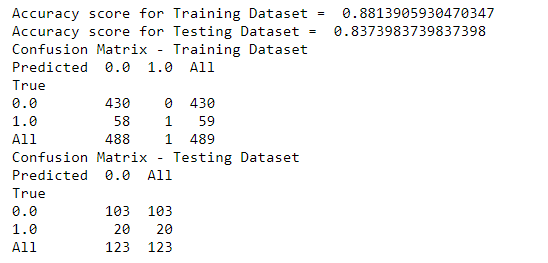 Accuracy score for Training Dataset =  0.8813905930470347
Accuracy score for Testing Dataset =  0.8373983739837398
Confusion Matrix - Training Dataset
Predicted  0.0  1.0  All
True
0.0        430    0  430
1.0         58    1   59
All        488    1  489
Confusion Matrix - Testing Dataset
Predicted  0.0  All
True
0.0        103  103
1.0         20   20
All        123  123